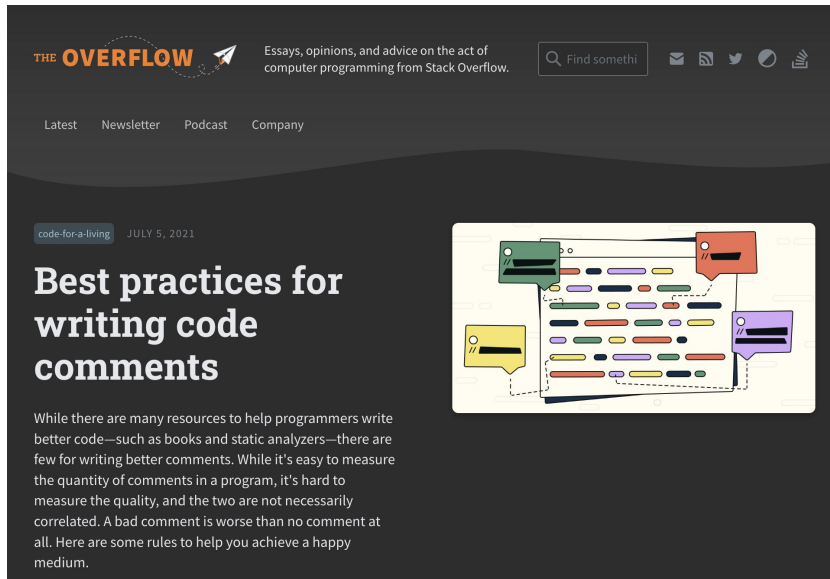 THE OVERFLOW
Essays, opinions, and advice on the act of
computer programming from Stack Overflow.
Find somethi
Latest Newsletter Podcast Company
code-for-a-living JULY 5, 2021
Best practices for
writing code
comments
While there are many resources to help programmers write
better code—such as books and static analyzers—there are
few for writing better comments. While it's easy to measure
the quantity of comments in a program, it's hard to
measure the quality, and the two are not necessarily
correlated. A bad comment is worse than no comment at
all. Here are some rules to help you achieve a happy
medium.
//
//
//
//